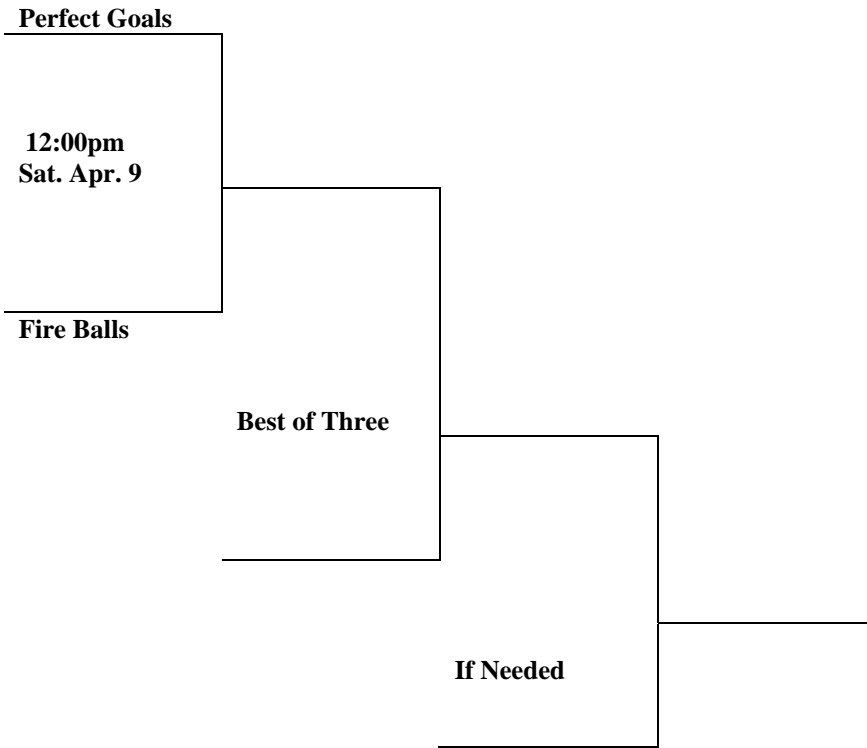 Perfect Goals
12:00pm
Sat. Apr. 9
Fire Balls
Best of Three
If Needed